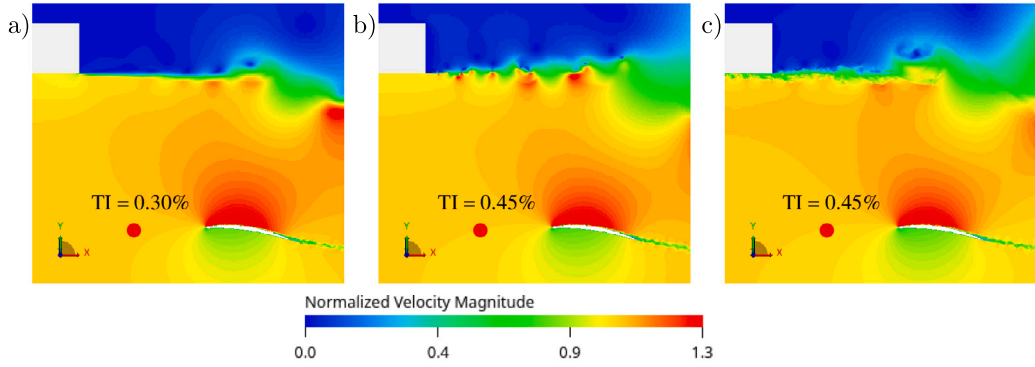 a)
b)
c)
TI = 0.30%
TI = 0.45%
TI = 0.45%
Y
X
Y
X
Y
X
Normalized Velocity Magnitude
0.0 0.4 0.9 1.3